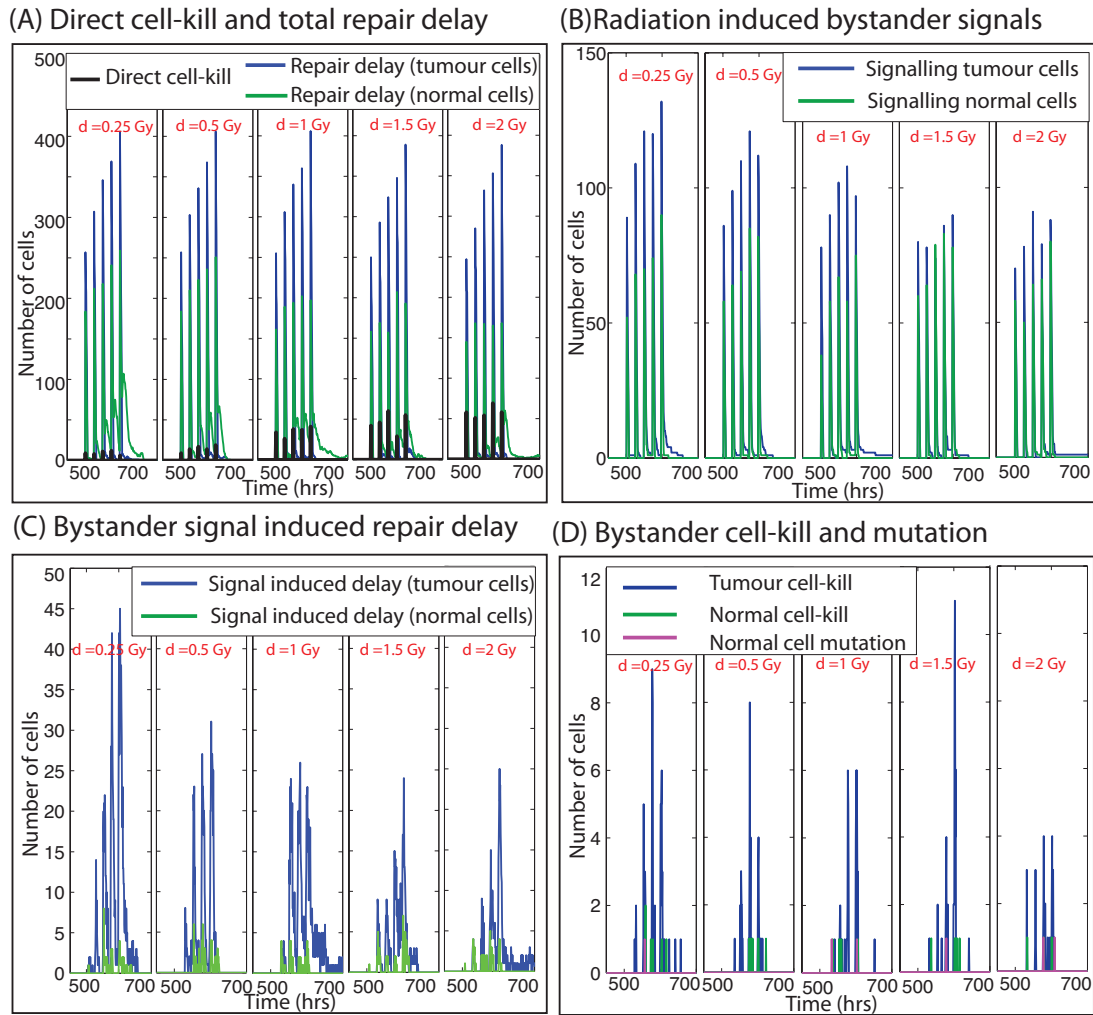 (A) Direct cell-kill and total repair delay
500
400
300
200
100
0
Number of cells
Direct cell-kill
Repair delay (tumour cells)
Repair delay (normal cells)
d =0.25 Gy
d =0.5 Gy
d =1 Gy
d =1.5 Gy
d =2 Gy
500 700 500 700 500 700 500 700 500 700
Time (hrs)
(B)Radiation induced bystander signals
150
100
50
0
Number of cells
Signalling tumour cells
Signalling normal cells
d =0.25 Gy
d =0.5 Gy
d =1 Gy
d =1.5 Gy
d =2 Gy
500 700 500 700 500 700 500 700 500 700
Time (hrs)
(C) Bystander signal induced repair delay
50
45
40
35
30
25
20
15
10
5
0
Number of cells
Signal induced delay (tumour cells)
Signal induced delay (normal cells)
d =0.25 Gy
d =0.5 Gy
d =1 Gy
d =1.5 Gy
d =2 Gy
500 700 500 700 500 700 500 700 500 700
Time (hrs)
(D) Bystander cell-kill and mutation
12
10
8
6
4
2
0
Number of cells
Tumour cell-kill
Normal cell-kill
Normal cell mutation
d =0.25 Gy
d =0.5 Gy
d =1 Gy
d =1.5 Gy
d =2 Gy
500 700 500 700 500 700 500 700 500 700
Time (hrs)